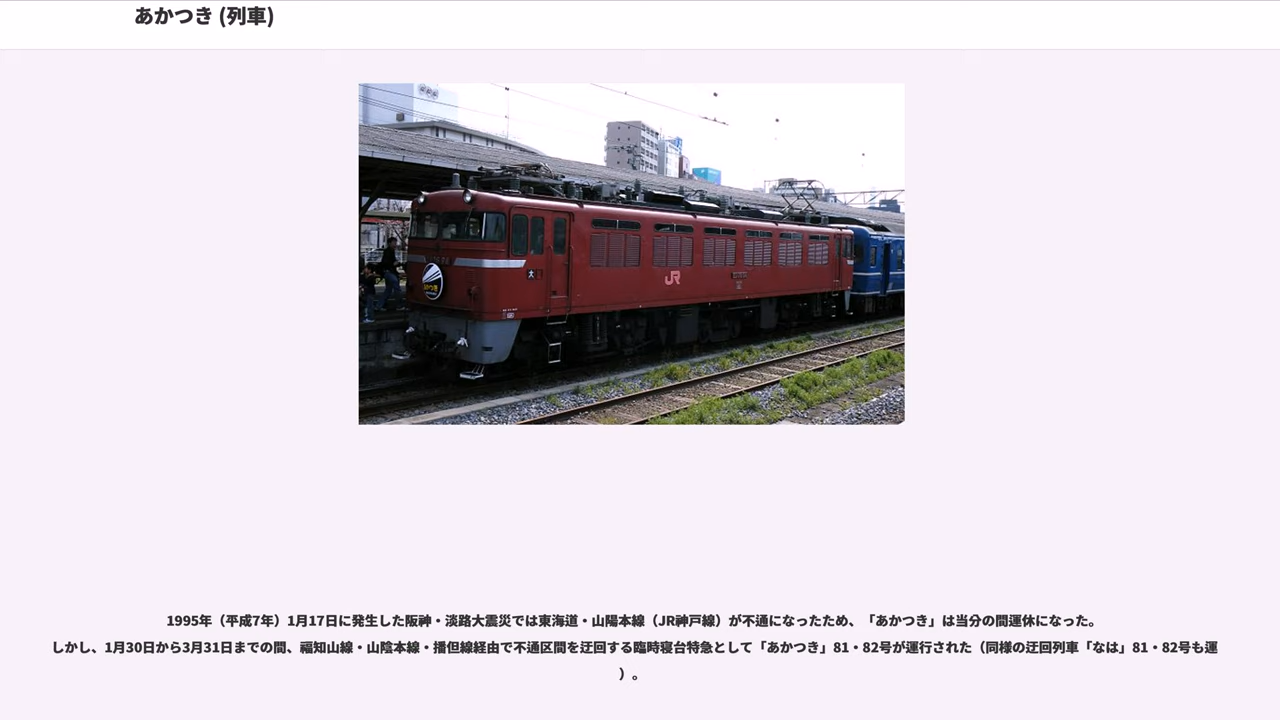 あかつき (列車)
あかつき
大
JR
1995年（平成7年）1月17日に発生した阪神・淡路大震災では東海道・山陽本線（JR神戸線）が不通になったため、「あかつき」は当分の間運休になった。
しかし、1月30日から3月31日までの間、福知山線・山陰本線・播但線経由で不通区間を迂回する臨時寝台特急として「あかつき」81・82号が運行された（同様の迂回列車「なは」81・82号も運
）。